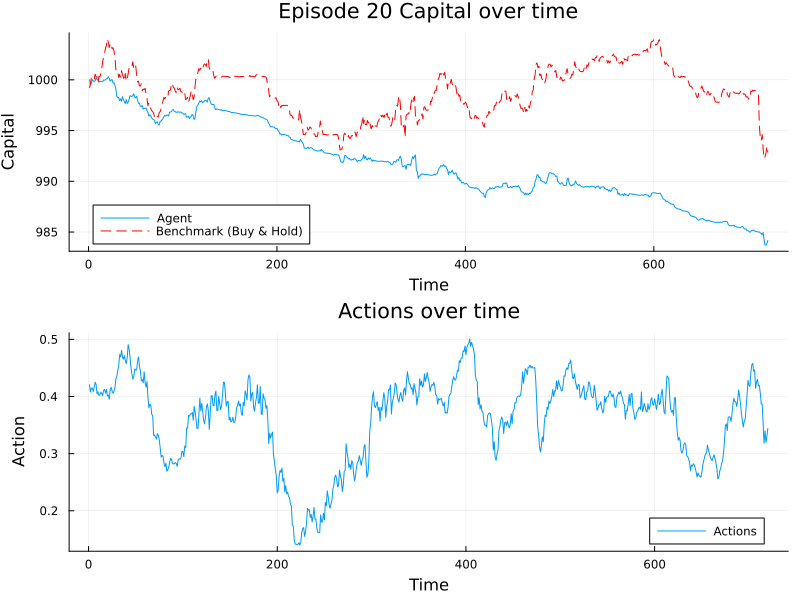 Episode 20 Capital over time
1000
995
990
985
Capital
Agent
Benchmark (Buy & Hold)
0 200 400 600
Time
Actions over time
0.5
0.4
0.3
0.2
Action
Actions
0 200 400 600
Time